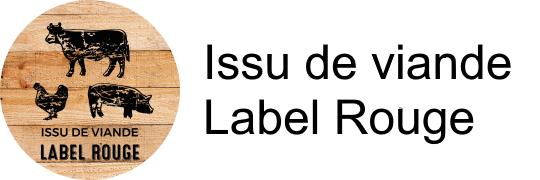 ISSU DE VIANDE
LABEL ROUGE
Issu de viande
Label Rouge